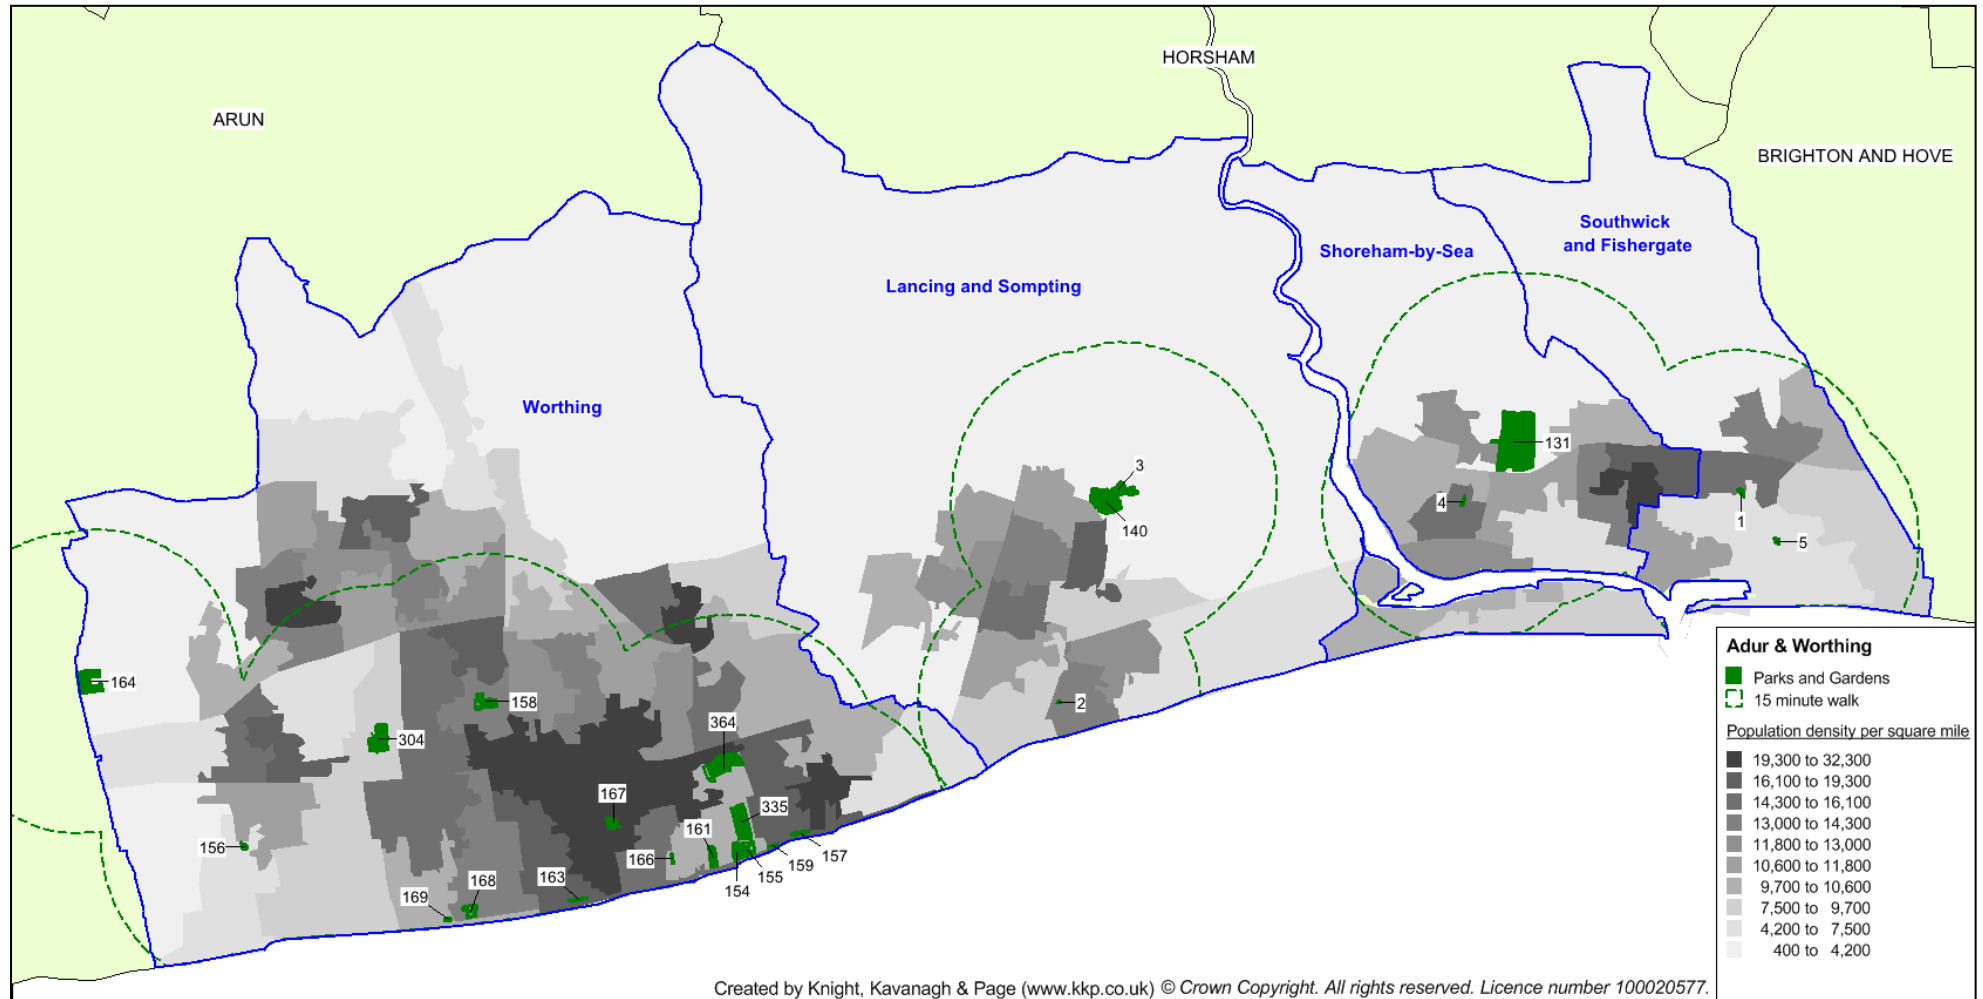 HORSHAM
ARUN
BRIGHTON AND HOVE
Southwick
and Fishergate
Shoreham-by-Sea
Lancing and Sompting
Worthing
131
3
4
140
1
5
164
158
2
304
364
167
335
161
156
166
157
159
155
154
163
168
169
Adur & Worthing
Parks and Gardens
15 minute walk
Population density per square mile
19,300 to 32,300
16,100 to 19,300
14,300 to 16,100
13,000 to 14,300
11,800 to 13,000
10,600 to 11,800
9,700 to 10,600
7,500 to 9,700
4,200 to 7,500
400 to 4,200
Created by Knight, Kavanagh & Page (www.kkp.co.uk) © Crown Copyright. All rights reserved. Licence number 100020577.